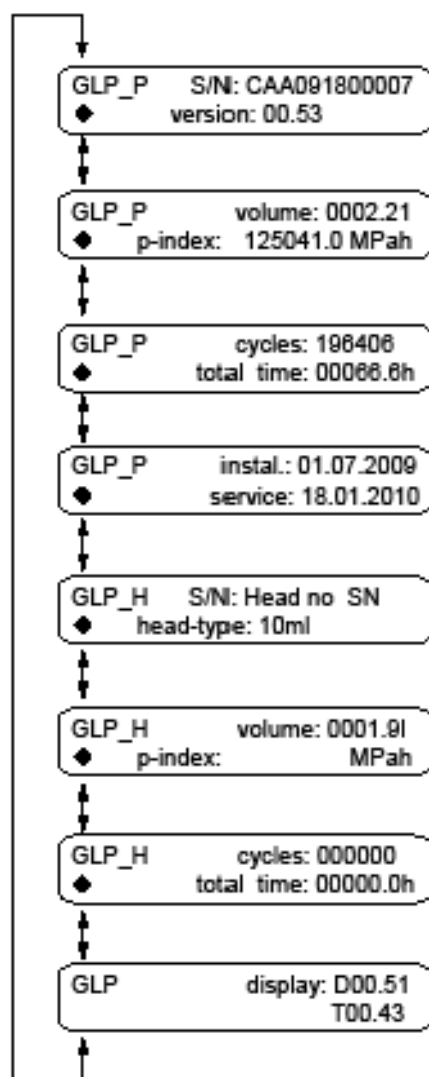 GLP_P S/N: CAA091800007
version: 00.53
GLP_P volume: 0002.21
p-index: 125041.0 MPah
GLP_P cycles: 196406
total time: 00066.6h
GLP_P instal.: 01.07.2009
service: 18.01.2010
GLP_H S/N: Head no SN
head-type: 10ml
GLP_H volume: 0001.9l
p-index: MPah
GLP_H cycles: 000000
total time: 00000.0h
GLP display: D00.51
T00.43